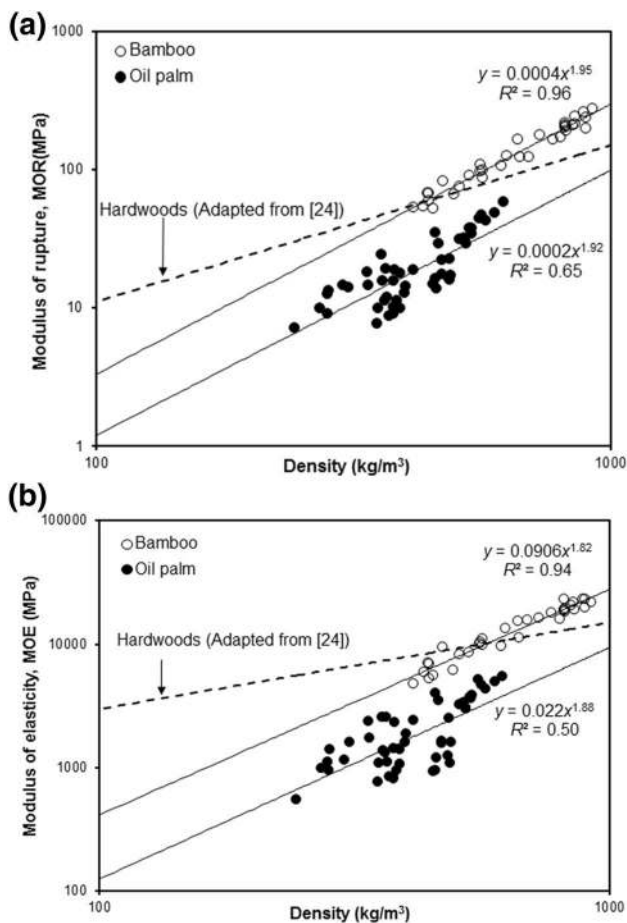 (a)
1000
Bamboo
Oil palm
y = 0.0004x^1.95
R² = 0.96
100
Hardwoods (Adapted from [24])
Modulus of rupture, MOR(MPa)
y = 0.0002x^1.92
R² = 0.65
10
1
100
Density (kg/m³)
1000
(b)
100000
Bamboo
Oil palm
y = 0.0906x^1.82
R² = 0.94
10000
Hardwoods (Adapted from [24])
Modulus of elasticity, MOE (MPa)
y = 0.022x^1.88
R² = 0.50
1000
100
100
Density (kg/m³)
1000